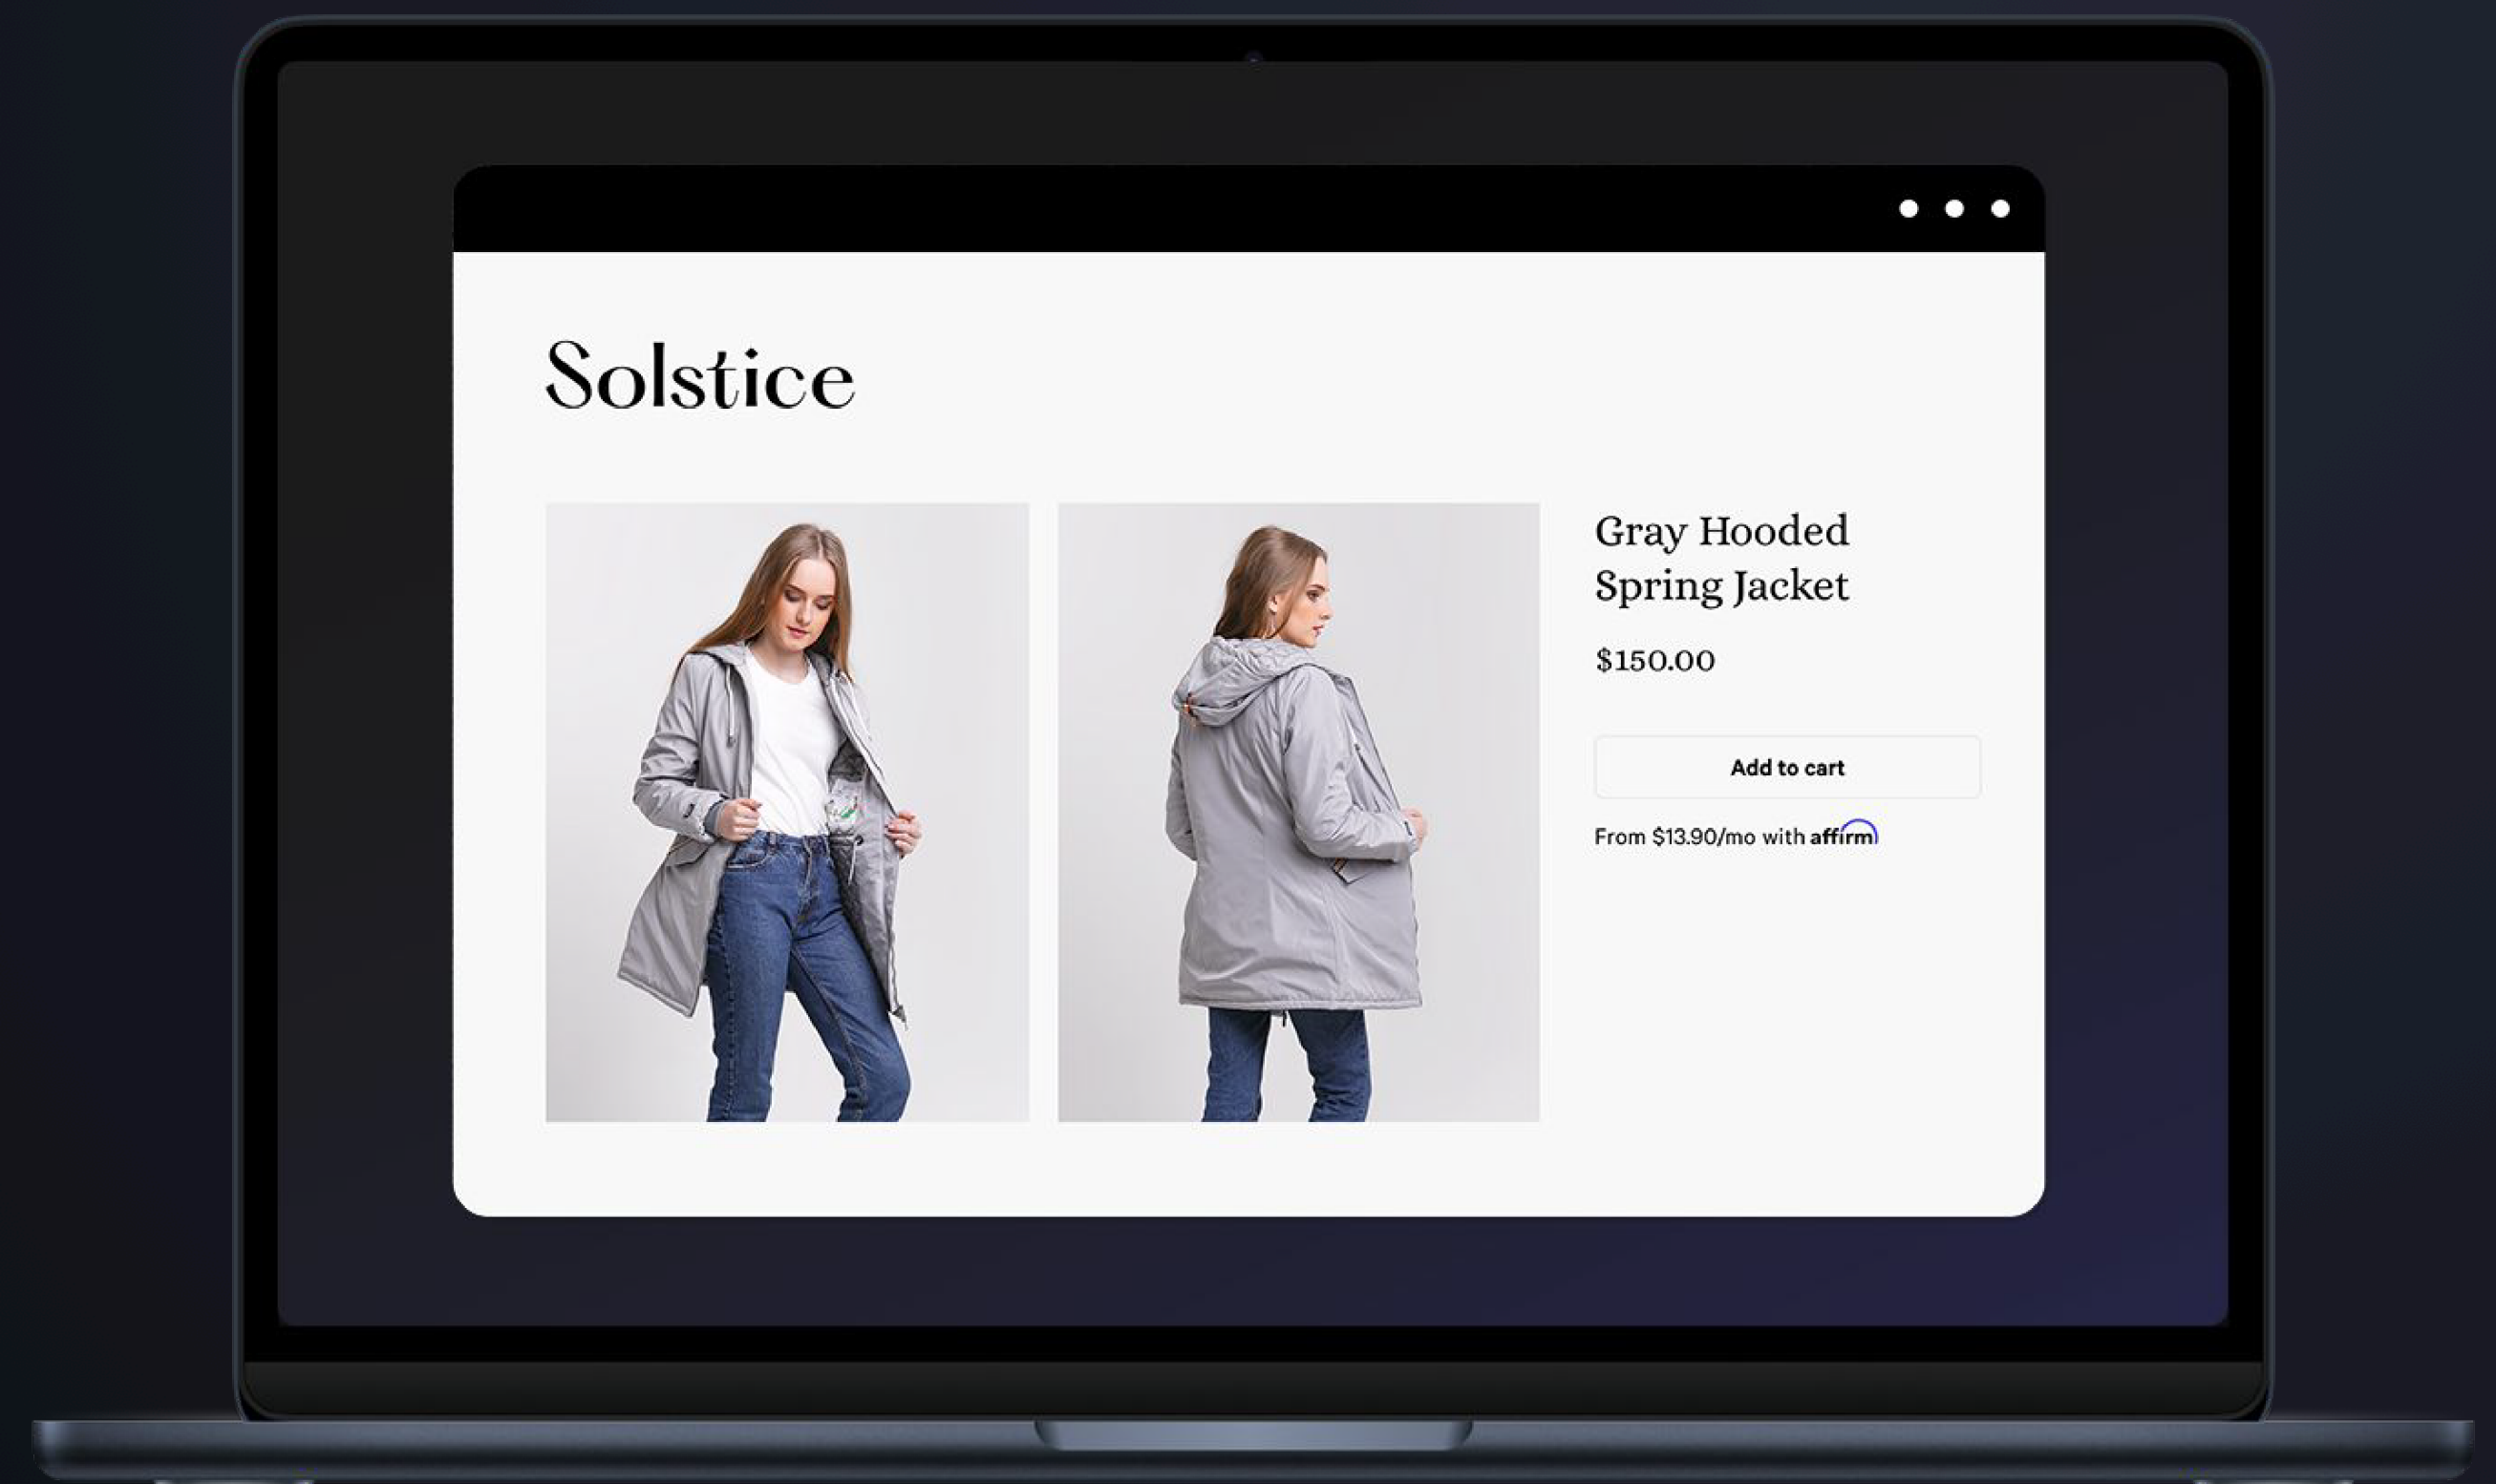 Solstice
Gray Hooded
Spring Jacket
$150.00
Add to cart
From $13.90/mo with affirm